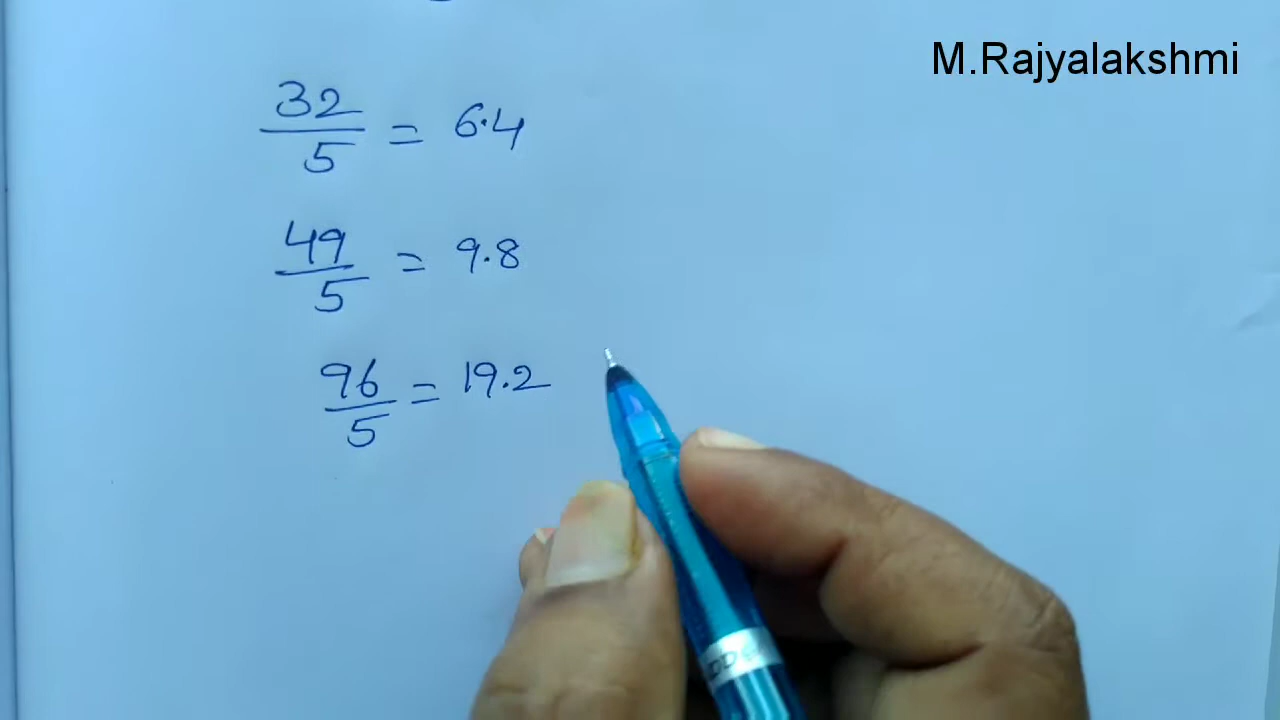 M.Rajyalakshmi
32/5 = 6.4
49/5 = 9.8
96/5 = 19.2